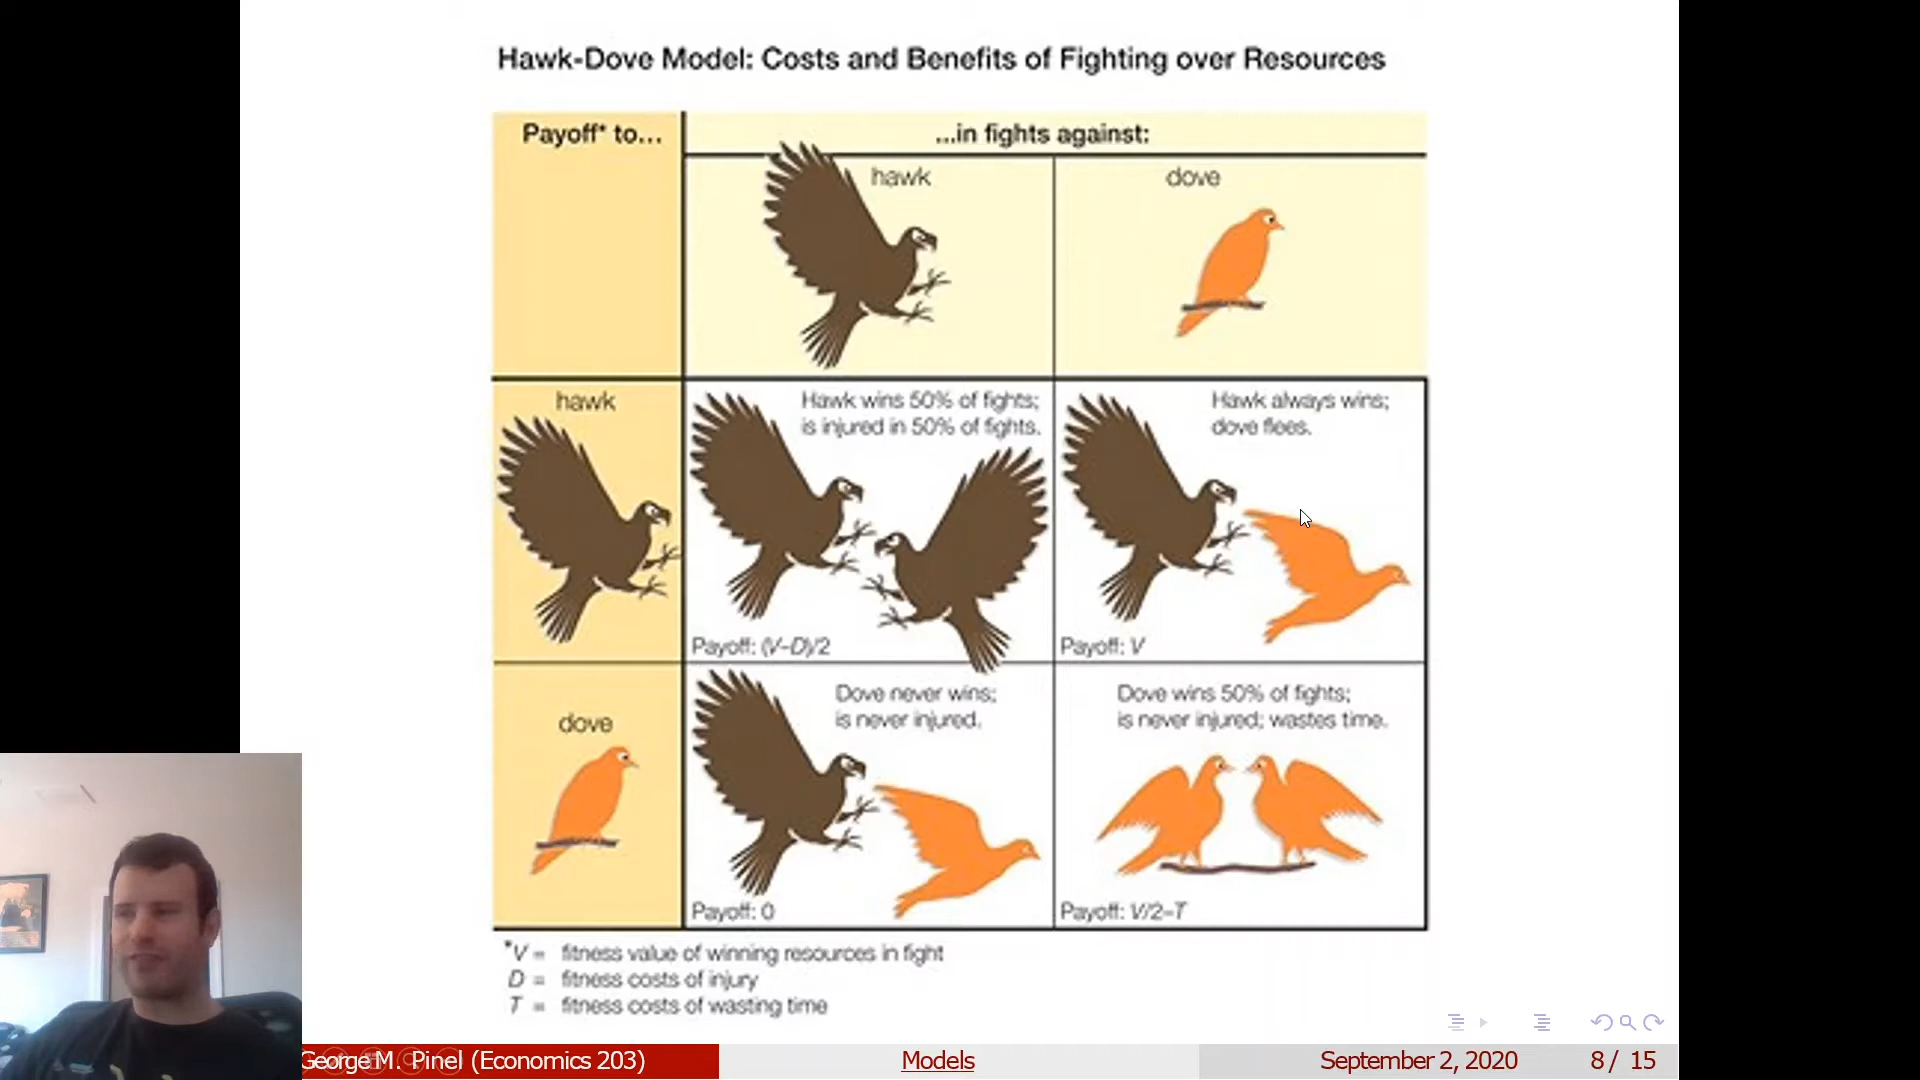 Hawk-Dove Model: Costs and Benefits of Fighting over Resources
Payoff* to...
...in fights against:
hawk
dove
hawk
Hawk wins 50% of fights;
is injured in 50% of fights.
Payoff: (V–D)/2
Hawk always wins;
dove flees.
Payoff: V
dove
Dove never wins;
is never injured.
Payoff: 0
Dove wins 50% of fights;
is never injured; wastes time.
Payoff: V/2–T
*V = fitness value of winning resources in fight
D = fitness costs of injury
T = fitness costs of wasting time
George M. Pinel (Economics 203)
Models
September 2, 2020
8 / 15